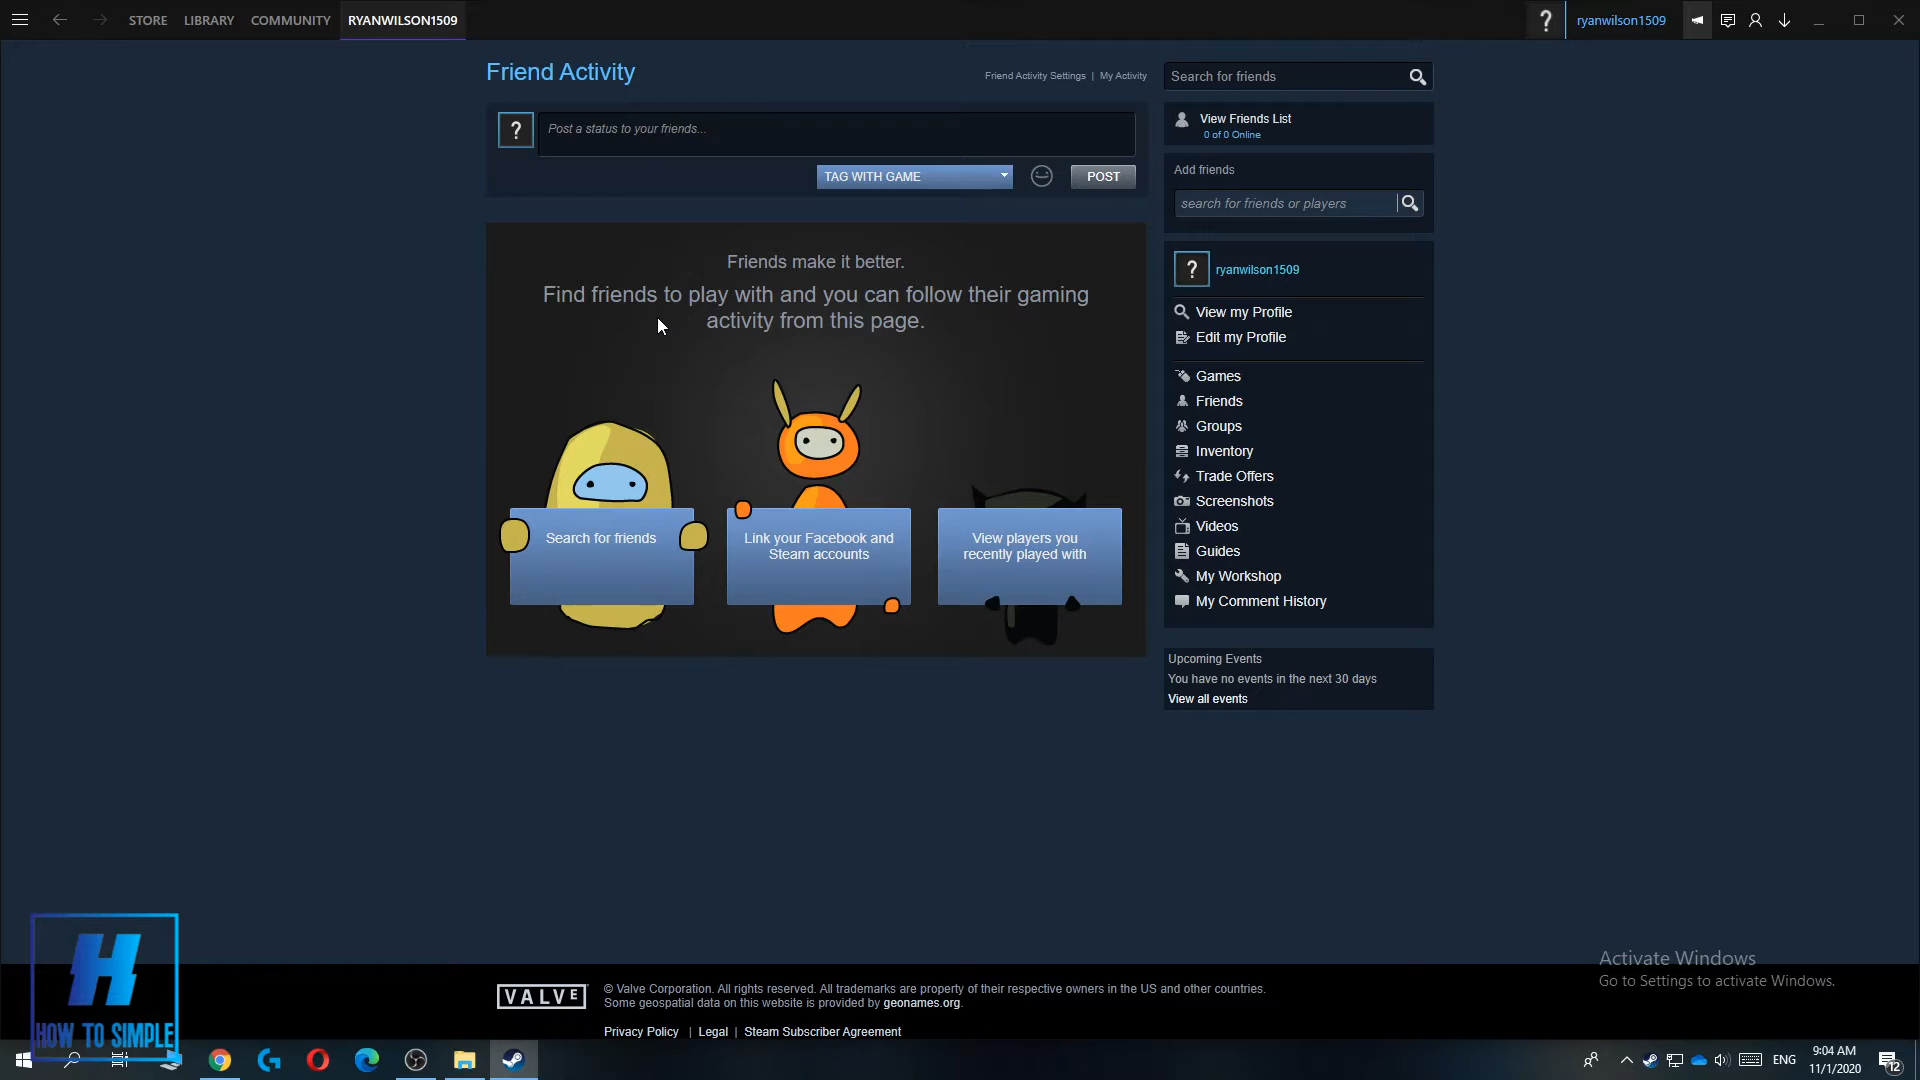 STORE LIBRARY COMMUNITY RYANWILSON1509
? ryanwilson1509
Friend Activity
Friend Activity Settings | My Activity
Search for friends
? Post a status to your friends...
TAG WITH GAME POST
View Friends List
0 of 0 Online
Add friends
search for friends or players
Friends make it better.
Find friends to play with and you can follow their gaming
activity from this page.
Search for friends
Link your Facebook and
Steam accounts
View players you
recently played with
? ryanwilson1509
View my Profile
Edit my Profile
Games
Friends
Groups
Inventory
Trade Offers
Screenshots
Videos
Guides
My Workshop
My Comment History
Upcoming Events
You have no events in the next 30 days
View all events
Activate Windows
Go to Settings to activate Windows.
VALVE
© Valve Corporation. All rights reserved. All trademarks are property of their respective owners in the US and other countries.
Some geospatial data on this website is provided by geonames.org.
Privacy Policy | Legal | Steam Subscriber Agreement
H
HOW TO SIMPLE
ENG
9:04 AM
11/1/2020
12